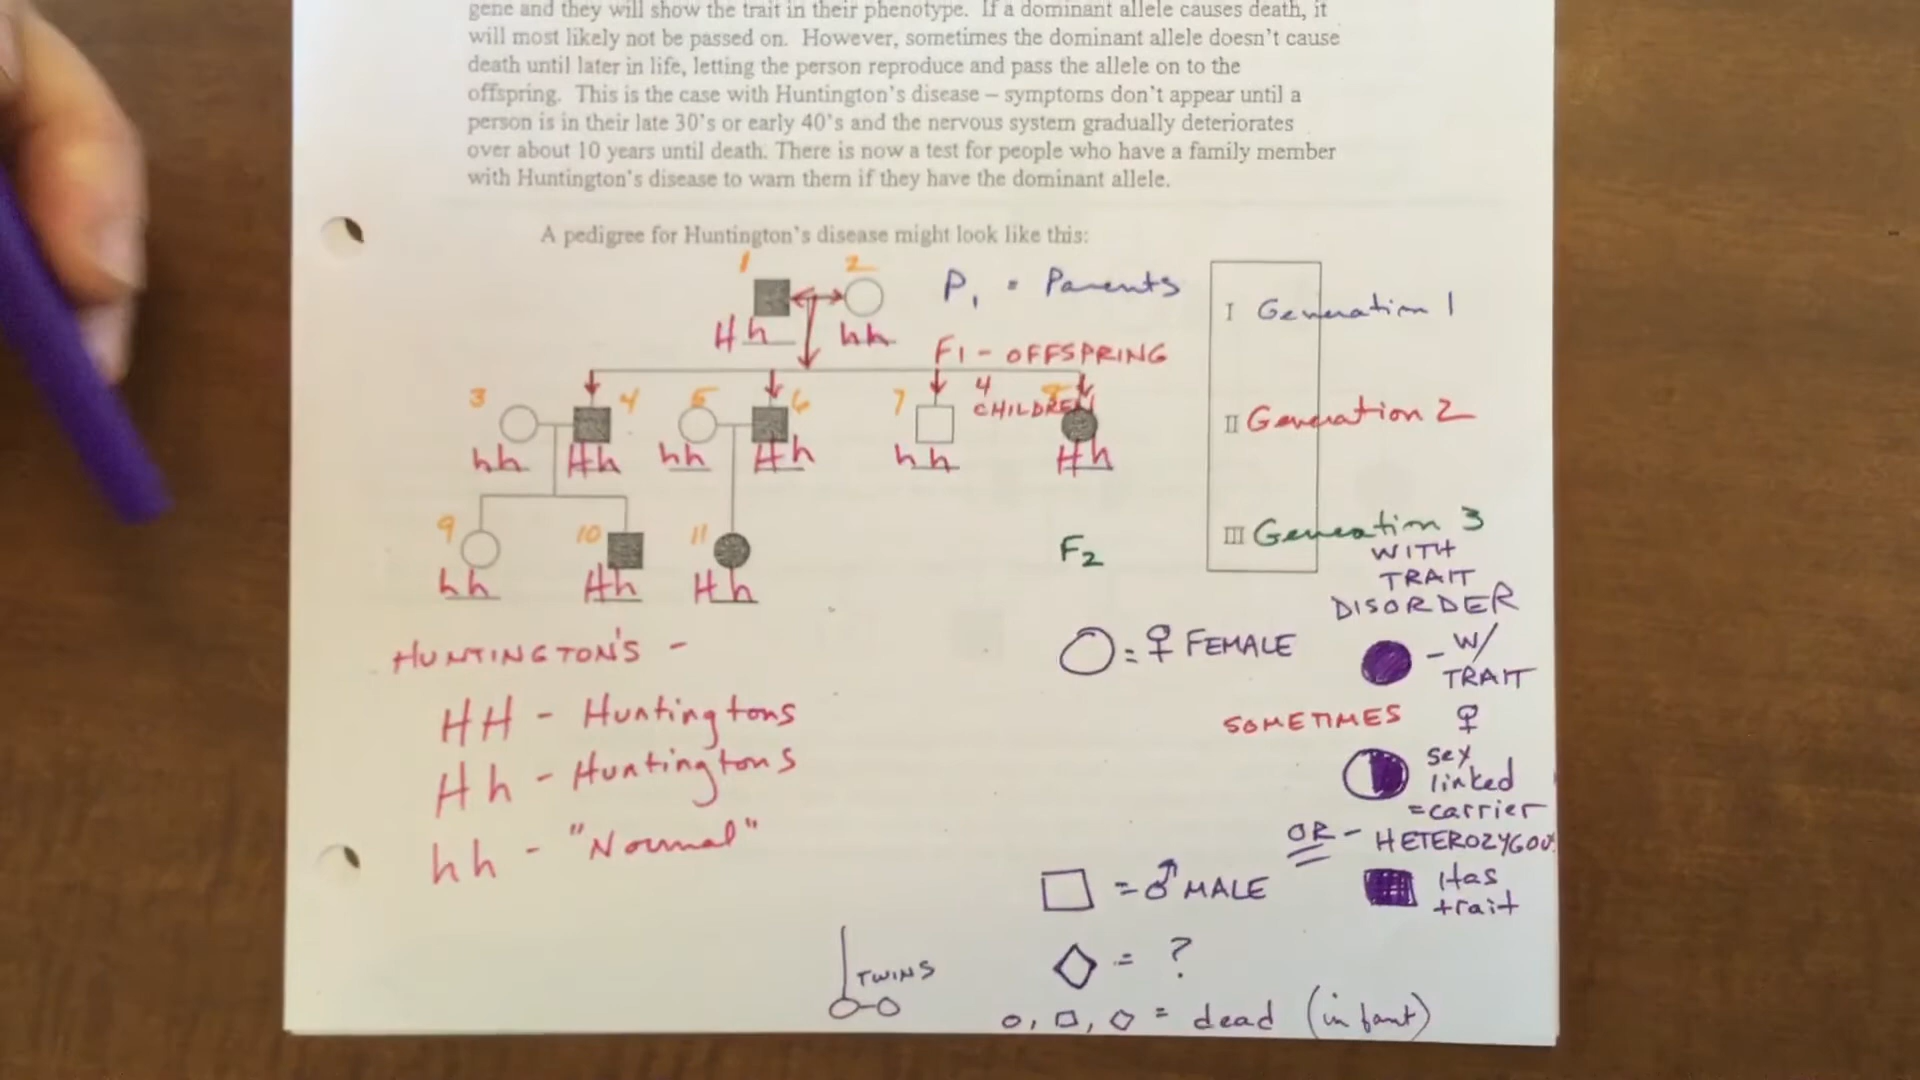 gene and they will show the trait in their phenotype. If a dominant allele causes death, it
will most likely not be passed on. However, sometimes the dominant allele doesn't cause
death until later in life, letting the person reproduce and pass the allele on to the
offspring. This is the case with Huntington's disease – symptoms don't appear until a
person is in their late 30's or early 40's and the nervous system gradually deteriorates
over about 10 years until death. There is now a test for people who have a family member
with Huntington's disease to warn them if they have the dominant allele.
A pedigree for Huntington's disease might look like this:
1 2
P1 = Parents
I Generation 1
Hh hh
F1 - OFFSPRING
4
CHILDREN
3 4 5 6 7 8
II Generation 2
hh Hh hh Hh hh Hh
9 10 11
F2
III Generation 3
hh Hh Hh
WITH
TRAIT
DISORDER
HUNTINGTON'S -
HH - Huntingtons
Hh - Huntingtons
hh - "Normal"
= ♀ FEMALE
- W/
TRAIT
SOMETIMES ♀
sex
linked
= carrier
OR - HETEROZYGOU
= ♂ MALE
Has
trait
= ?
TWINS
= dead (infant)